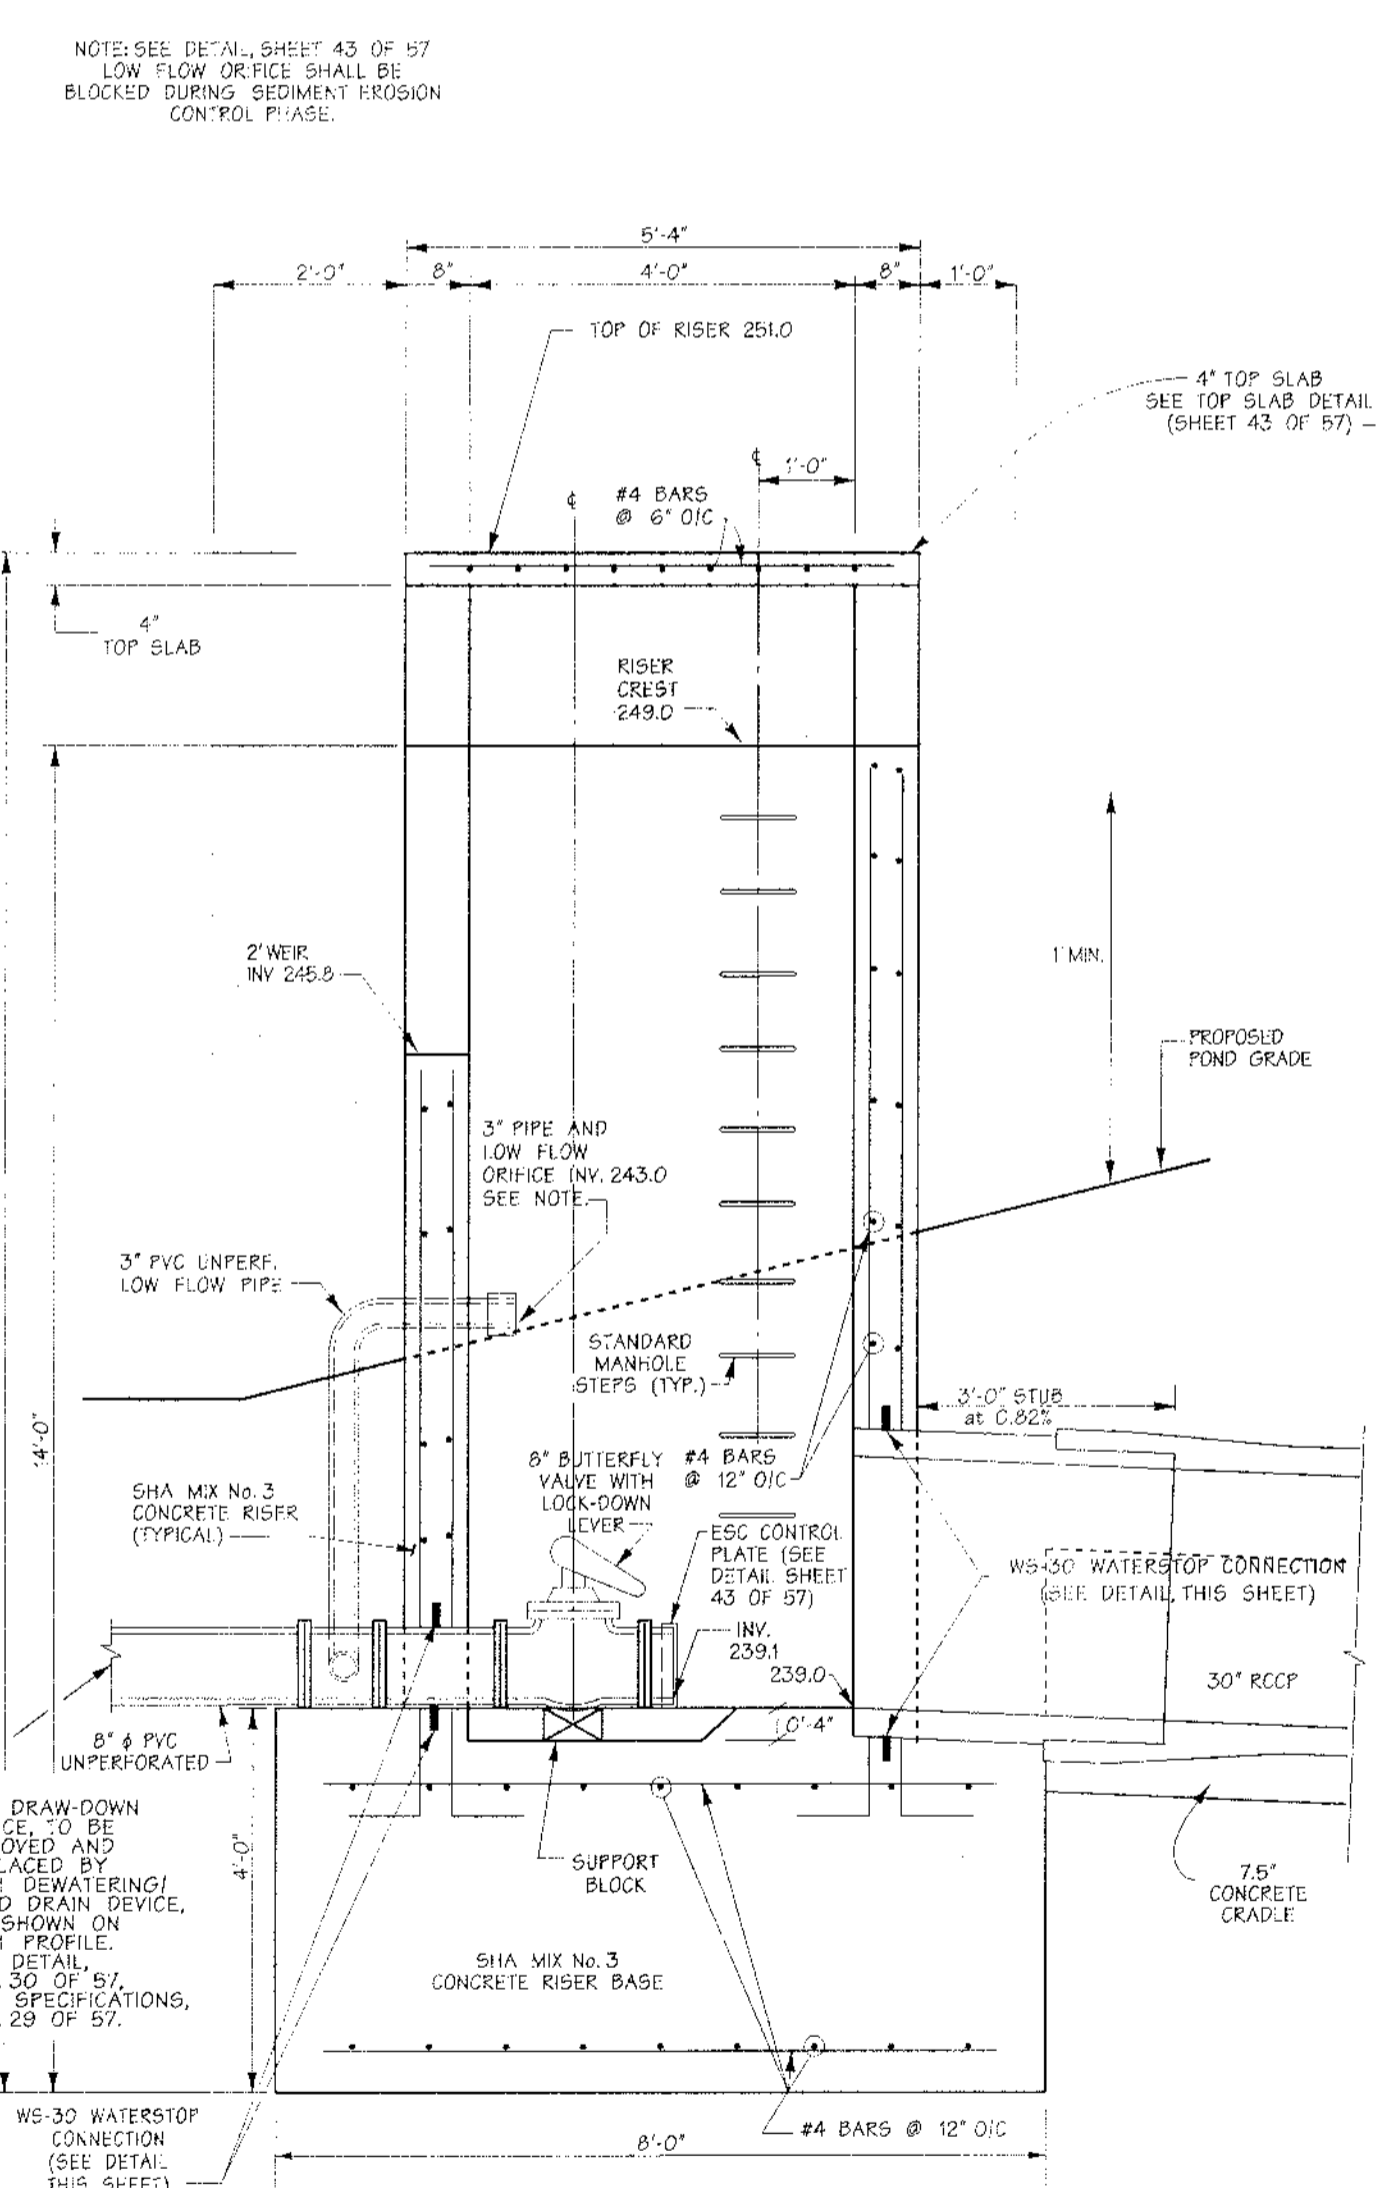 NOTE: SEE DETAIL, SHEET 43 OF 57
LOW FLOW ORIFICE SHALL BE
BLOCKED DURING SEDIMENT EROSION
CONTROL PHASE.
5'-4"
2'-0"
8"
4'-0"
8"
1'-0"
TOP OF RISER 251.0
4" TOP SLAB
SEE TOP SLAB DETAIL
(SHEET 43 OF 57)
1'-0"
#4 BARS
@ 6" O/C
4"
TOP SLAB
RISER
CREST
249.0
2' WEIR
INV 245.8
1' MIN.
PROPOSED
POND GRADE
3" PIPE AND
LOW FLOW
ORIFICE INV. 243.0
SEE NOTE.
3" PVC UNPERF.
LOW FLOW PIPE
STANDARD
MANHOLE
STEPS (TYP.)
3'-0" STUB
at 0.82%
14'-0"
8" BUTTERFLY
VALVE WITH
LOCK-DOWN
LEVER
#4 BARS
@ 12" O/C
SHA MIX No. 3
CONCRETE RISER
(TYPICAL)
ESC CONTROL
PLATE (SEE
DETAIL SHEET
43 OF 57)
WS-30 WATERSTOP CONNECTION
(SEE DETAIL, THIS SHEET)
INV.
239.1
239.0
30" RCCP
0'-4"
8" ϕ PVC
UNPERFORATED
DRAW-DOWN
CE, TO BE
OVED AND
LACED BY
DEWATERING/
D DRAIN DEVICE,
SHOWN ON
PROFILE.
DETAIL,
30 OF 57.
SPECIFICATIONS,
29 OF 57.
4'-0"
SUPPORT
BLOCK
7.5"
CONCRETE
CRADLE
SHA MIX No. 3
CONCRETE RISER BASE
#4 BARS @ 12" O/C
WS-30 WATERSTOP
CONNECTION
(SEE DETAIL
THIS SHEET)
8'-0"